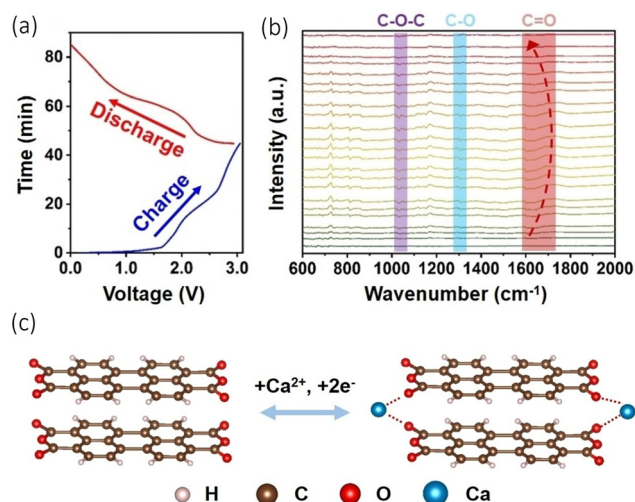 (a)
Time (min)
80
60
40
20
0
Discharge
Charge
0.0 1.0 2.0 3.0
Voltage (V)
(b)
C-O-C C-O C=O
Intensity (a.u.)
600 800 1000 1200 1400 1600 1800 2000
Wavenumber (cm⁻¹)
(c)
+Ca²⁺, +2e⁻
H C O Ca